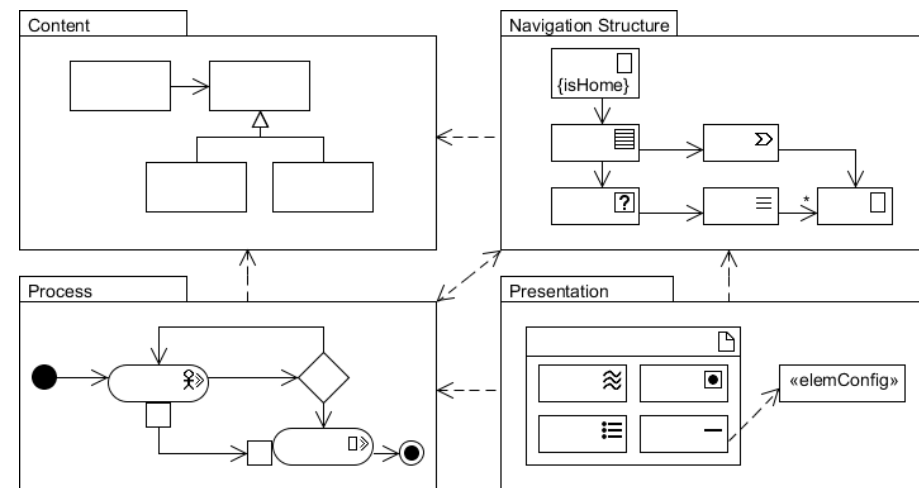 Content
Navigation Structure
{isHome}
?
*
Process
Presentation
«elemConfig»